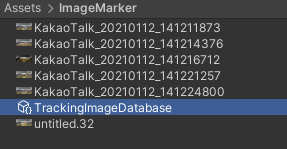 Assets > ImageMarker
KakaoTalk_20210112_141211873
KakaoTalk_20210112_141214376
KakaoTalk_20210112_141216712
KakaoTalk_20210112_141221257
KakaoTalk_20210112_141224800
TrackingImageDatabase
untitled.32